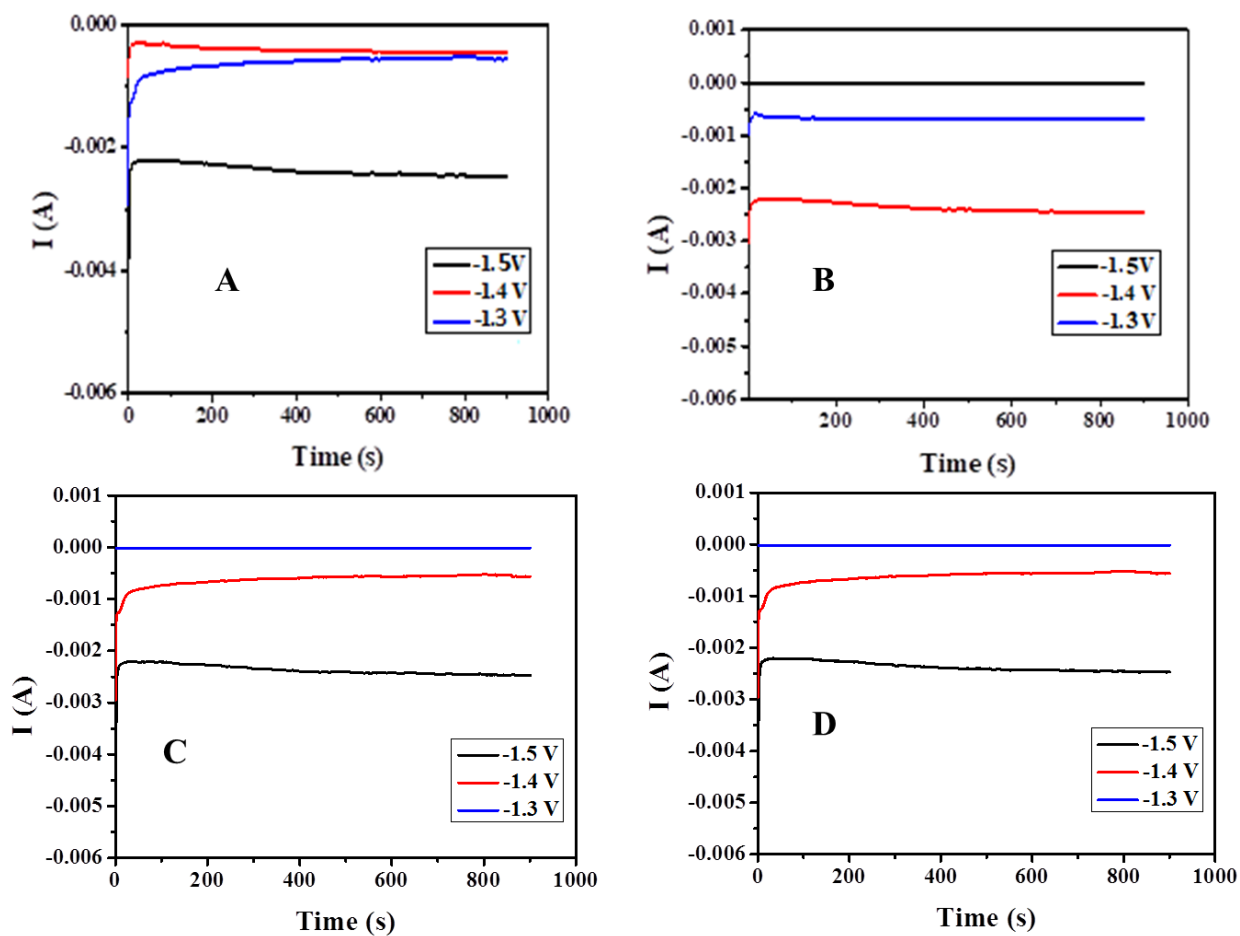 0.000
-0.002
-0.004
-0.006
I (A)
A
-1.5V
-1.4 V
-1.3 V
0
200
400
600
800
1000
Time (s)
0.001
0.000
-0.001
-0.002
-0.003
-0.004
-0.005
-0.006
I (A)
B
-1.5V
-1.4 V
-1.3 V
200
400
600
800
1000
Time (s)
0.001
0.000
-0.001
-0.002
-0.003
-0.004
-0.005
-0.006
I (A)
C
-1.5 V
-1.4 V
-1.3 V
0
200
400
600
800
1000
Time (s)
0.001
0.000
-0.001
-0.002
-0.003
-0.004
-0.005
-0.006
I (A)
D
-1.5 V
-1.4 V
-1.3 V
0
200
400
600
800
1000
Time (s)